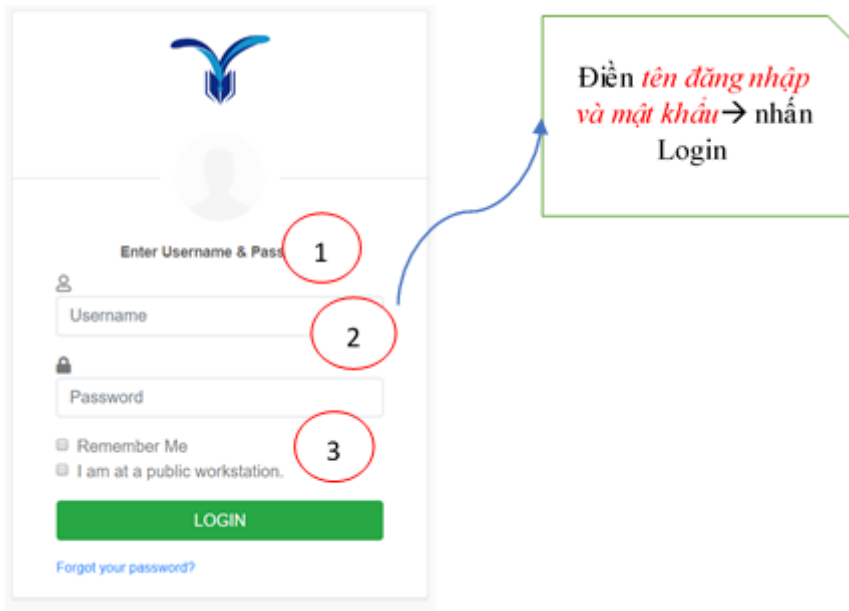 Điền tên đăng nhập
và mật khẩu→ nhấn
Login
Enter Username & Pass
1
Username
2
Password
Remember Me
3
I am at a public workstation.
LOGIN
Forgot your password?